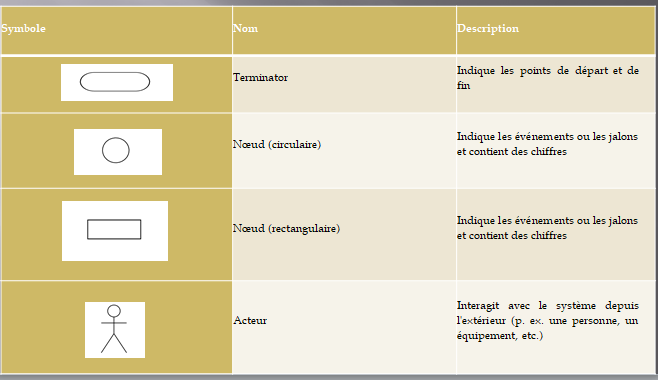 Symbole Nom Description
Terminator
Indique les points de départ et de
fin
Nœud (circulaire)
Indique les événements ou les jalons
et contient des chiffres
Nœud (rectangulaire)
Indique les événements ou les jalons
et contient des chiffres
Acteur
Interagit avec le système depuis
l'extérieur (p. ex. une personne, un
équipement, etc.)